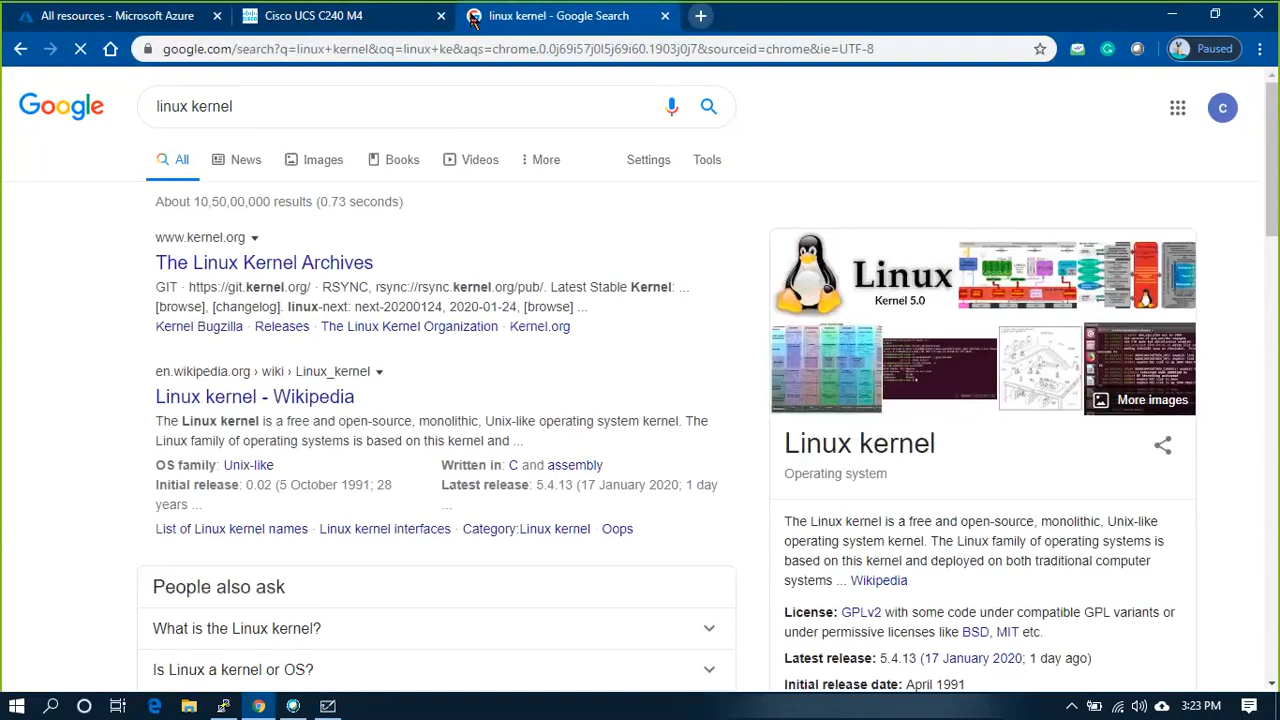 All resources - Microsoft Azure
Cisco UCS C240 M4
linux kernel - Google Search
google.com/search?q=linux+kernel&oq=linux+ke&aqs=chrome.0.0j69i57j0l5j69i60.1903j0j7&sourceid=chrome&ie=UTF-8
Paused
Google
linux kernel
C
All
News
Images
Books
Videos
More
Settings
Tools
About 10,50,00,000 results (0.73 seconds)
www.kernel.org
The Linux Kernel Archives
GIT · https://git.kernel.org/ · RSYNC, rsync://rsync.kernel.org/pub/. Latest Stable Kernel: ...
2020-01-24, [browse] ...
Kernel Bugzilla · Releases · The Linux Kernel Organization · Kernel.org
en.wikipedia.org › wiki › Linux_kernel
Linux kernel - Wikipedia
The Linux kernel is a free and open-source, monolithic, Unix-like operating system kernel. The
Linux family of operating systems is based on this kernel and ...
OS family: Unix-like
Written in: C and assembly
Initial release: 0.02 (5 October 1991; 28
years ...
Latest release: 5.4.13 (17 January 2020; 1 day
...
List of Linux kernel names · Linux kernel interfaces · Category:Linux kernel · Oops
People also ask
What is the Linux kernel?
Is Linux a kernel or OS?
Linux
Kernel 5.0
More images
Linux kernel
Operating system
The Linux kernel is a free and open-source, monolithic, Unix-like
operating system kernel. The Linux family of operating systems is
based on this kernel and deployed on both traditional computer
systems ... Wikipedia
License: GPLv2 with some code under compatible GPL variants or
under permissive licenses like BSD, MIT etc.
Latest release: 5.4.13 (17 January 2020; 1 day ago)
Initial release date: April 1991
3:23 PM